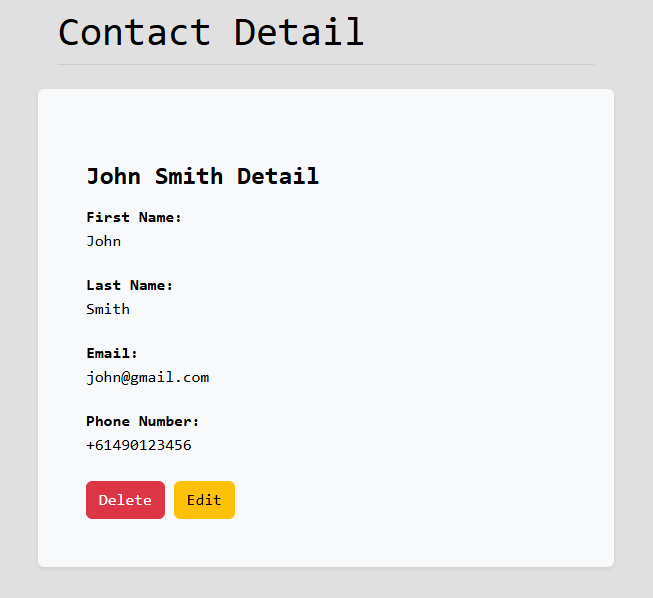 Contact Detail
John Smith Detail
First Name:
John
Last Name:
Smith
Email:
john@gmail.com
Phone Number:
+61490123456
Delete Edit